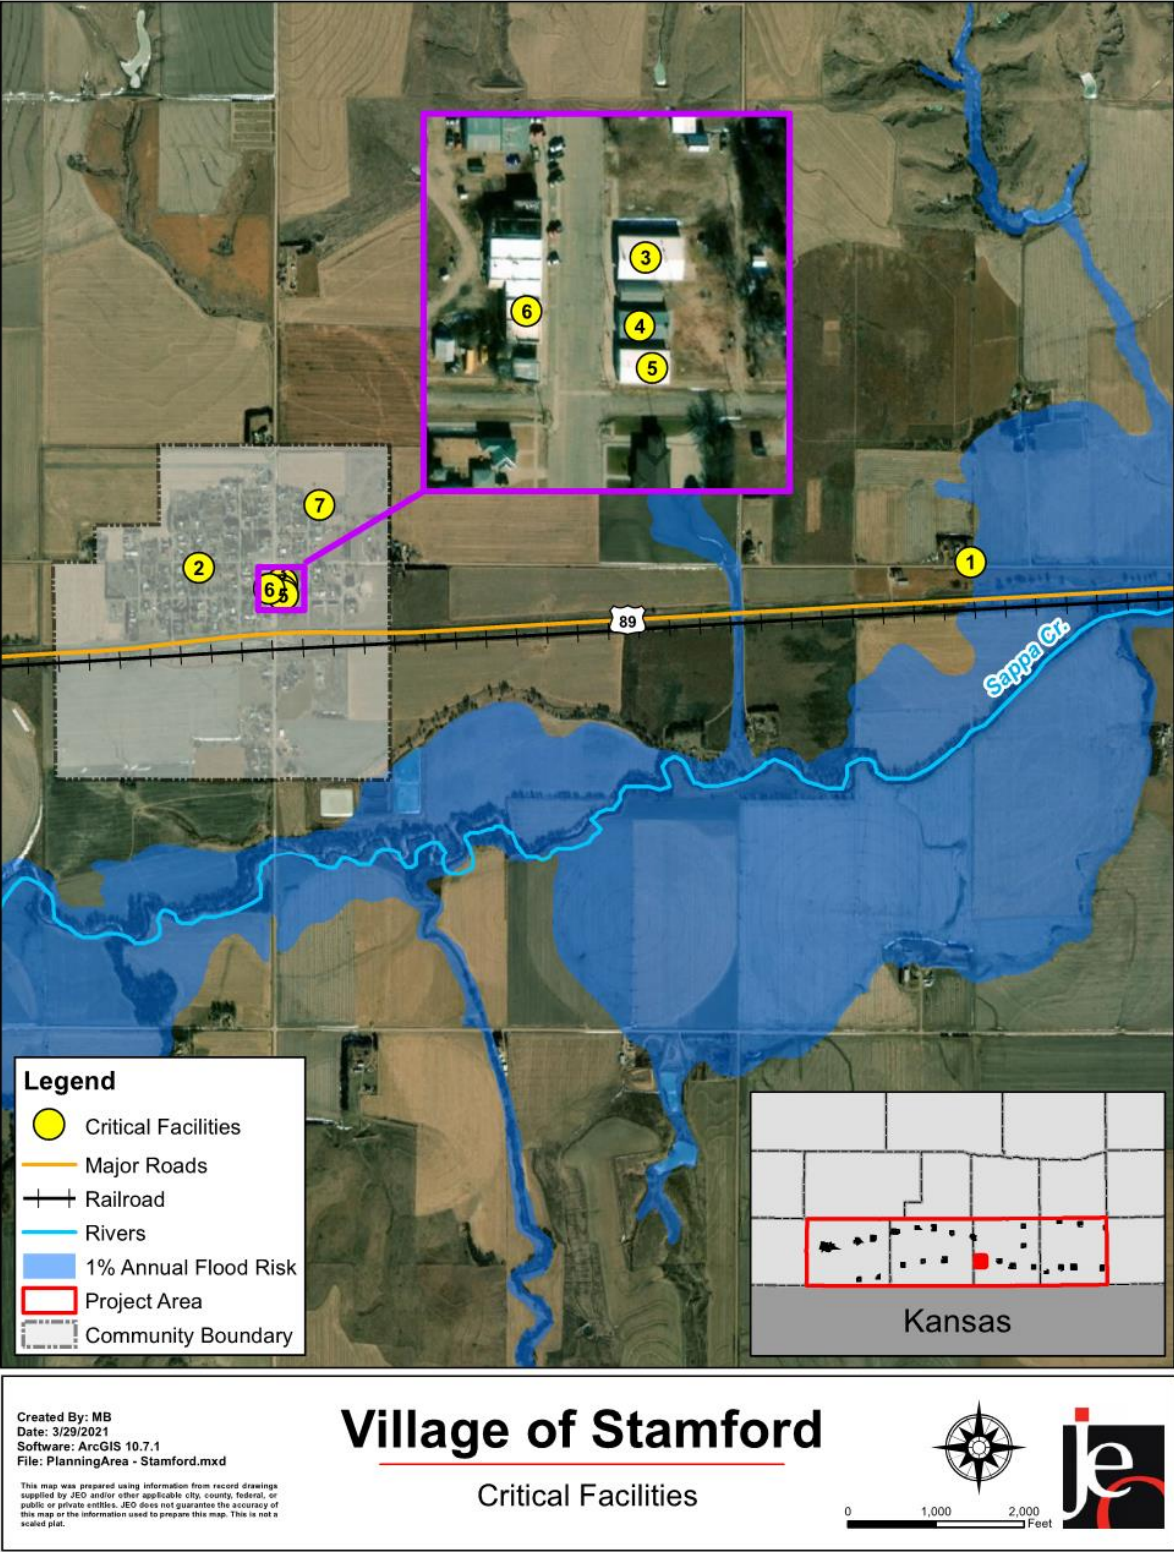 3
6
4
5
7
2
1
3
6
5
89
Sappa Cr.
Legend
Critical Facilities
Major Roads
Railroad
Rivers
1% Annual Flood Risk
Project Area
Community Boundary
Kansas
Created By: MB
Date: 3/29/2021
Software: ArcGIS 10.7.1
File: PlanningArea - Stamford.mxd
This map was prepared using information from record drawings
supplied by JEO and/or other applicable city, county, federal, or
public or private entities. JEO does not guarantee the accuracy of
this map or the information used to prepare this map. This is not a
scaled plat.
Village of Stamford
Critical Facilities
0 1,000 2,000
Feet
jeo